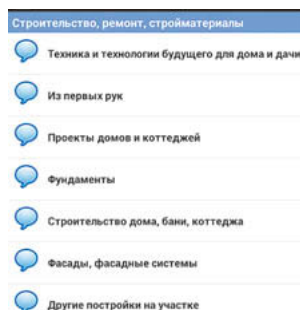 Строительство, ремонт, стройматериалы
Техника и технологии будущего для дома и дачи
Из первых рук
Проекты домов и коттеджей
Фундаменты
Строительство дома, бани, коттеджа
Фасады, фасадные системы
Другие постройки на участке